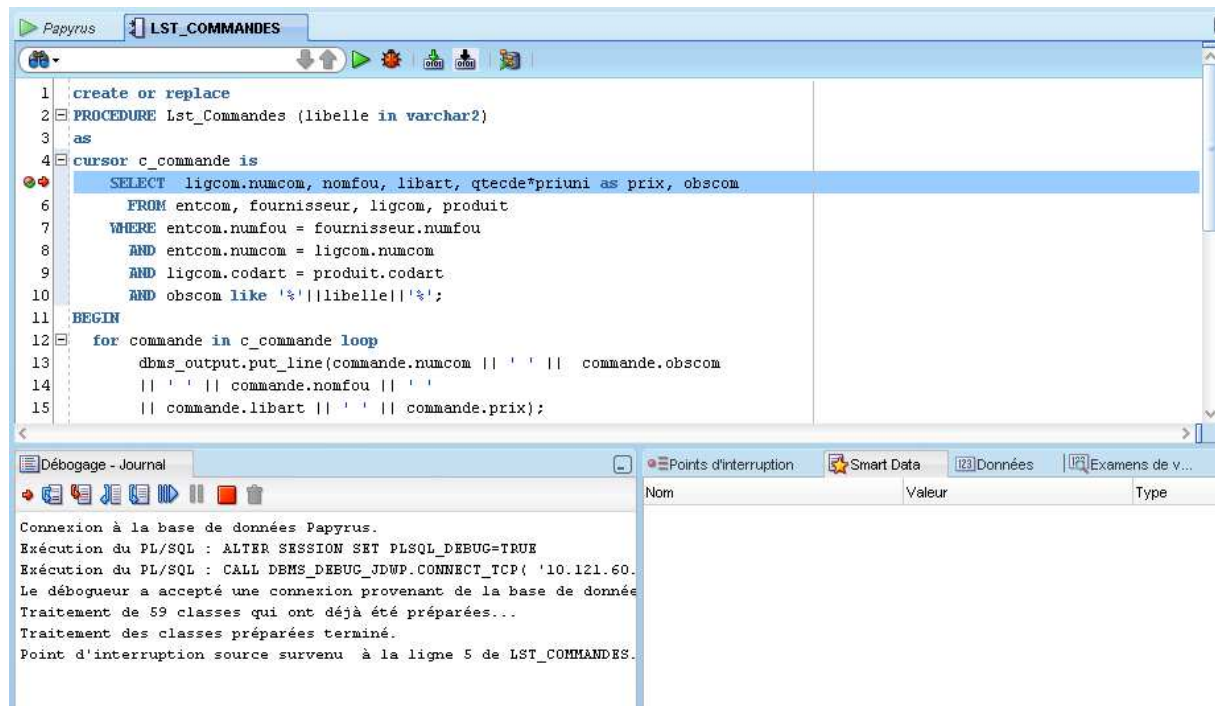 Papyrus LST_COMMANDES
1 create or replace
2 PROCEDURE Lst_Commandes (libelle in varchar2)
3 as
4 cursor c_commande is
SELECT ligcom.numcom, nomfou, libart, qtecde*priuni as prix, obscom
6 FROM entcom, fournisseur, ligcom, produit
7 WHERE entcom.numfou = fournisseur.numfou
8 AND entcom.numcom = ligcom.numcom
9 AND ligcom.codart = produit.codart
10 AND obscom like '%'||libelle||'%';
11 BEGIN
12 for commande in c_commande loop
13 dbms_output.put_line(commande.numcom || ' ' || commande.obscom
14 || ' ' || commande.nomfou || ' '
15 || commande.libart || ' ' || commande.prix);
Débogage - Journal
Connexion à la base de données Papyrus.
Exécution du PL/SQL : ALTER SESSION SET PLSQL_DEBUG=TRUE
Exécution du PL/SQL : CALL DBMS_DEBUG_JDWP.CONNECT_TCP( '10.121.60.
Le débogueur a accepté une connexion provenant de la base de donnée
Traitement de 59 classes qui ont déjà été préparées...
Traitement des classes préparées terminé.
Point d'interruption source survenu à la ligne 5 de LST_COMMANDES.
Points d'interruption Smart Data Données Examens de v...
Nom Valeur Type